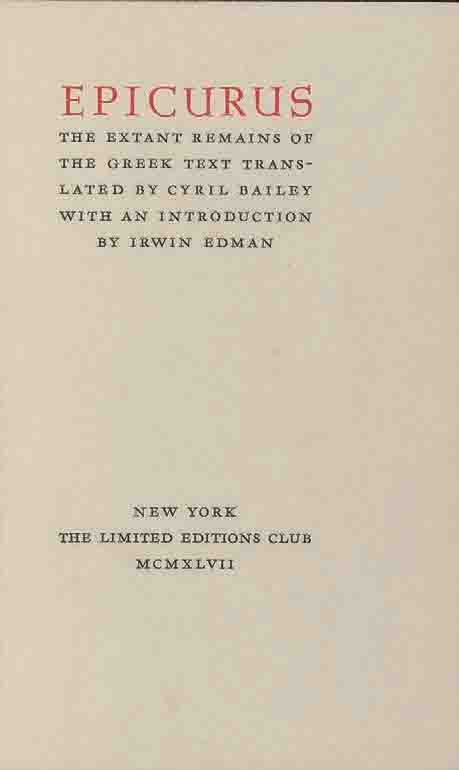 EPICURUS
THE EXTANT REMAINS OF
THE GREEK TEXT TRANS-
LATED BY CYRIL BAILEY
WITH AN INTRODUCTION
BY IRWIN EDMAN
NEW YORK
THE LIMITED EDITIONS CLUB
MCMXLVII